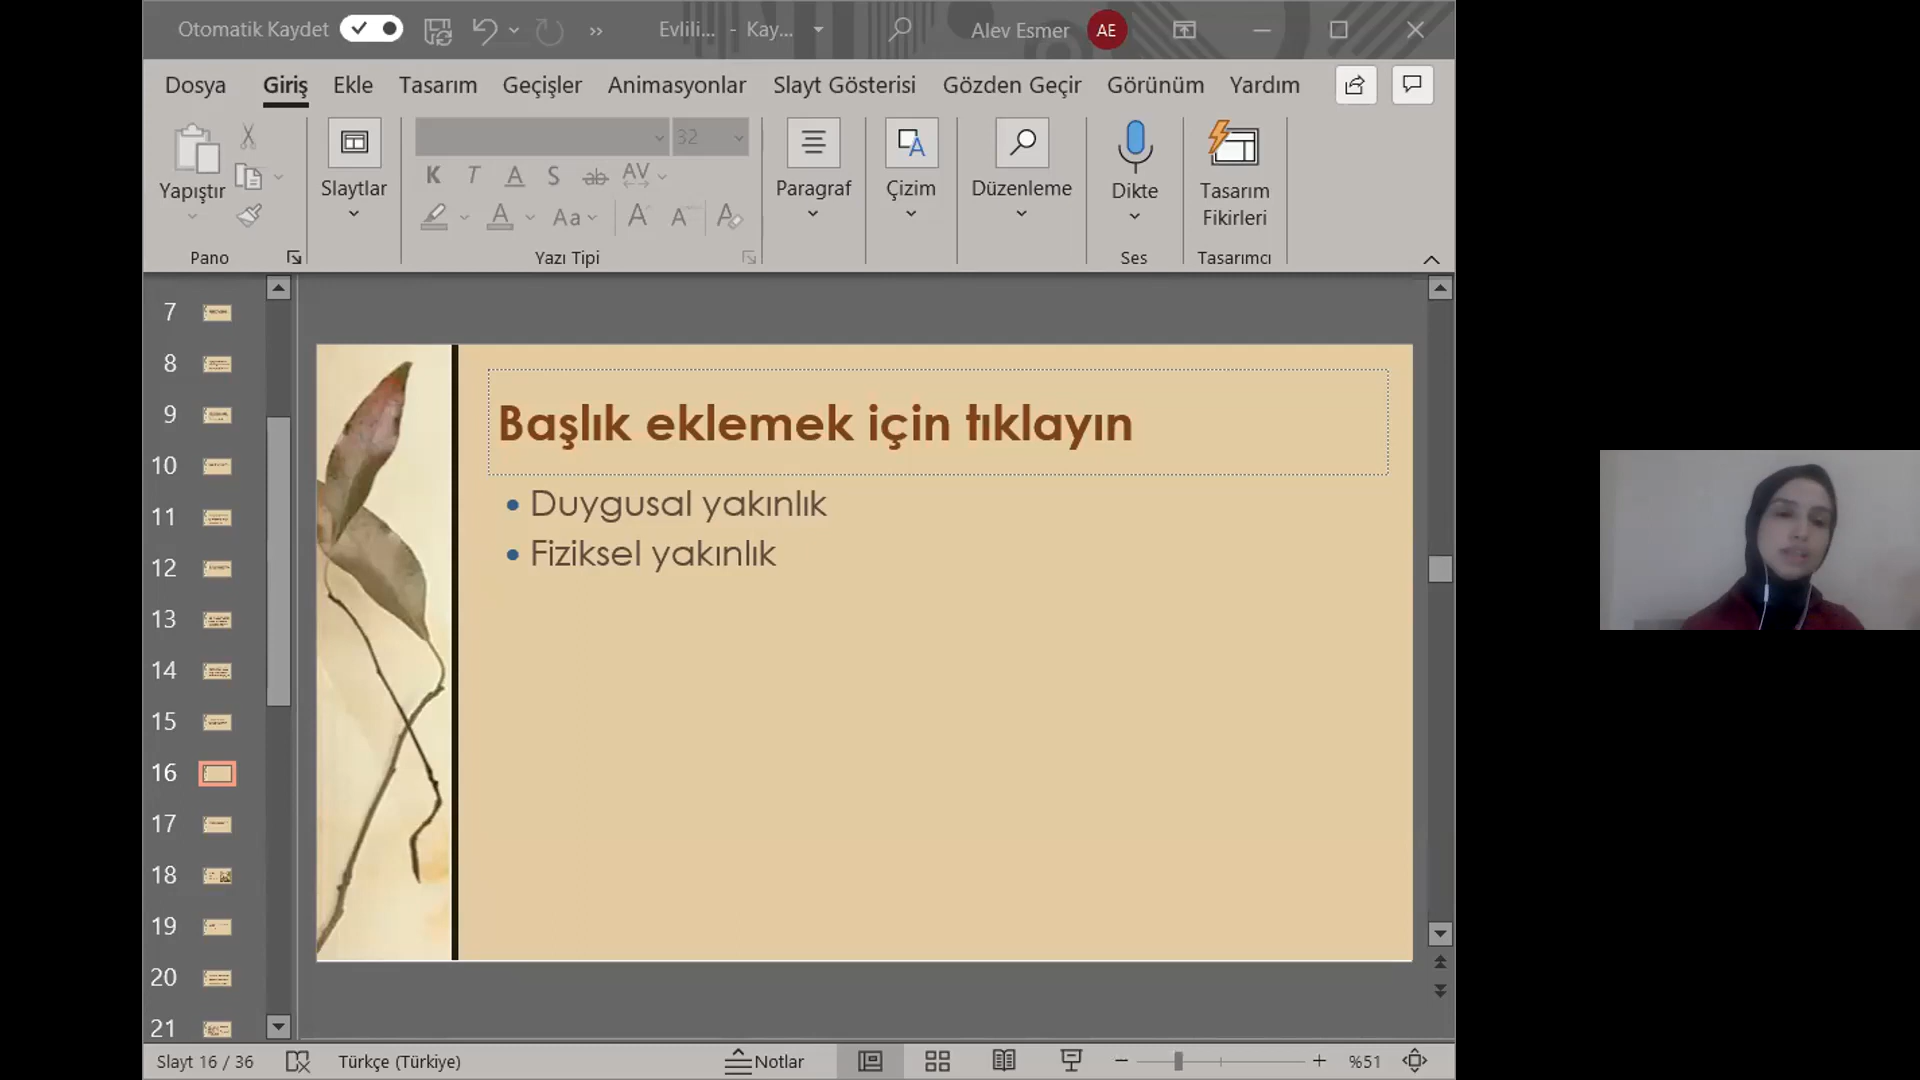 Otomatik Kaydet
Evlili... - Kay...
Alev Esmer
AE
Dosya
Giriş
Ekle
Tasarım
Geçişler
Animasyonlar
Slayt Gösterisi
Gözden Geçir
Görünüm
Yardım
Yapıştır
Slaytlar
32
K T A S ab AV
A Aa A A A
Paragraf
Çizim
Düzenleme
Dikte
Tasarım
Fikirleri
Pano
Yazı Tipi
Ses
Tasarımcı
7
8
9
10
11
12
13
14
15
16
17
18
19
20
21
Başlık eklemek için tıklayın
• Duygusal yakınlık
• Fiziksel yakınlık
Slayt 16 / 36
Türkçe (Türkiye)
Notlar
%51